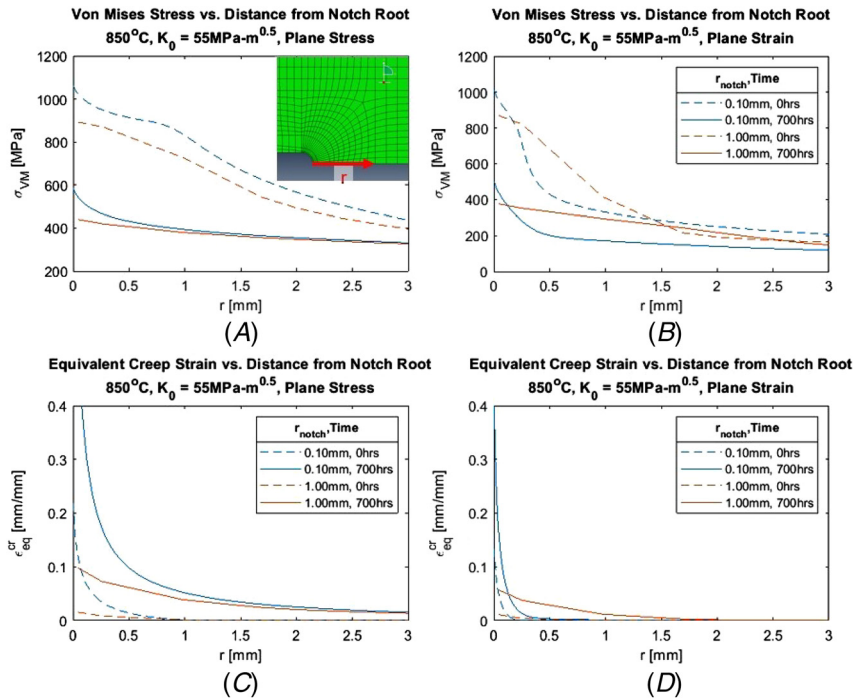 Von Mises Stress vs. Distance from Notch Root
850°C, K₀ = 55MPa-m^0.5, Plane Stress
1200
1000
800
600
400
200
σVM [MPa]
r
0
0.5
1
1.5
2
2.5
3
r [mm]
(A)
Von Mises Stress vs. Distance from Notch Root
850°C, K₀ = 55MPa-m^0.5, Plane Strain
1200
1000
800
600
400
200
0
σVM [MPa]
r_notch,Time
0.10mm, 0hrs
0.10mm, 700hrs
1.00mm, 0hrs
1.00mm, 700hrs
0
0.5
1
1.5
2
2.5
3
r [mm]
(B)
Equivalent Creep Strain vs. Distance from Notch Root
850°C, K₀ = 55MPa-m^0.5, Plane Stress
0.4
0.3
0.2
0.1
0
ϵ_eq^cr [mm/mm]
r_notch,Time
0.10mm, 0hrs
0.10mm, 700hrs
1.00mm, 0hrs
1.00mm, 700hrs
0
0.5
1
1.5
2
2.5
3
r [mm]
(C)
Equivalent Creep Strain vs. Distance from Notch Root
850°C, K₀ = 55MPa-m^0.5, Plane Strain
0.4
0.3
0.2
0.1
0
ϵ_eq^cr [mm/mm]
r_notch,Time
0.10mm, 0hrs
0.10mm, 700hrs
1.00mm, 0hrs
1.00mm, 700hrs
0
0.5
1
1.5
2
2.5
3
r [mm]
(D)